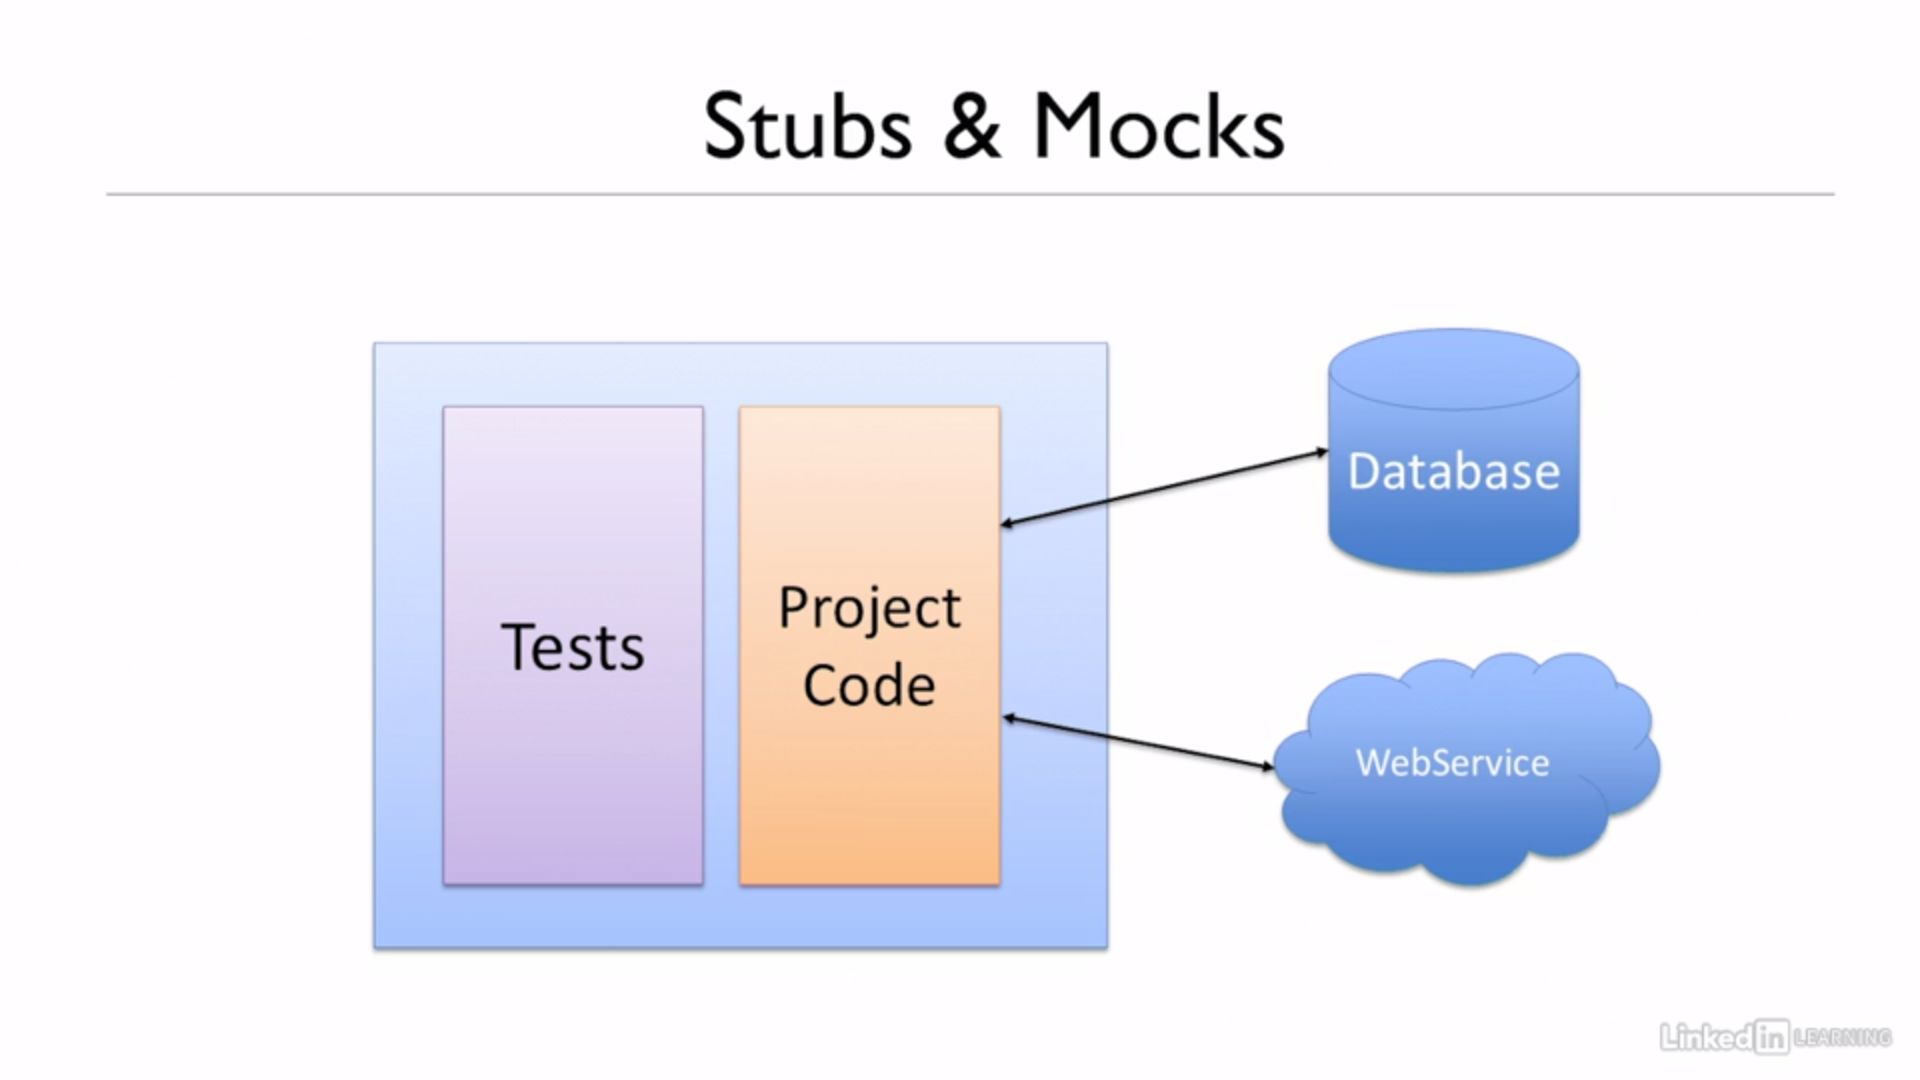 Stubs & Mocks
Tests
Project
Code
Database
WebService
Linkedin LEARNING